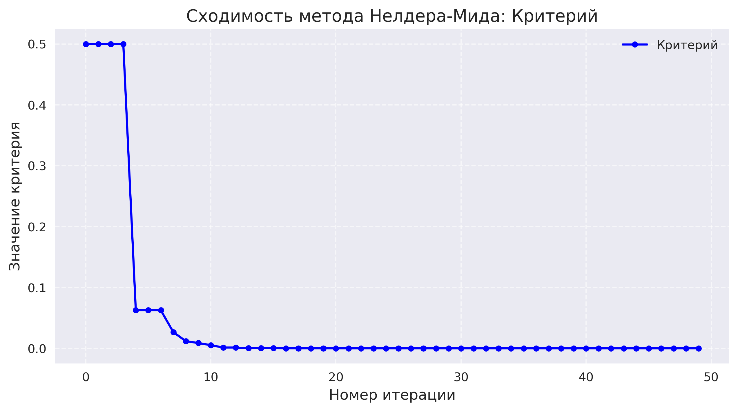 Сходимость метода Нелдера-Мида: Критерий
Критерий
Значение критерия
0.5
0.4
0.3
0.2
0.1
0.0
0 10 20 30 40 50
Номер итерации